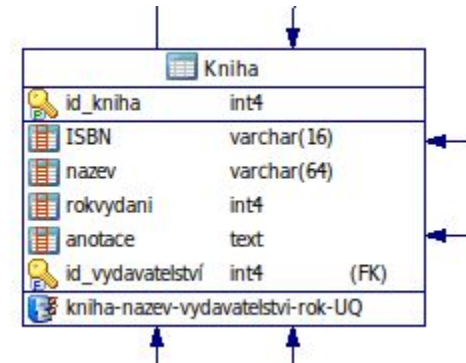 Kniha
id_kniha int4
ISBN varchar(16)
nazev varchar(64)
rokvydani int4
anotace text
id_vydavatelství int4 (FK)
kniha-nazev-vydavatelstvi-rok-UQ